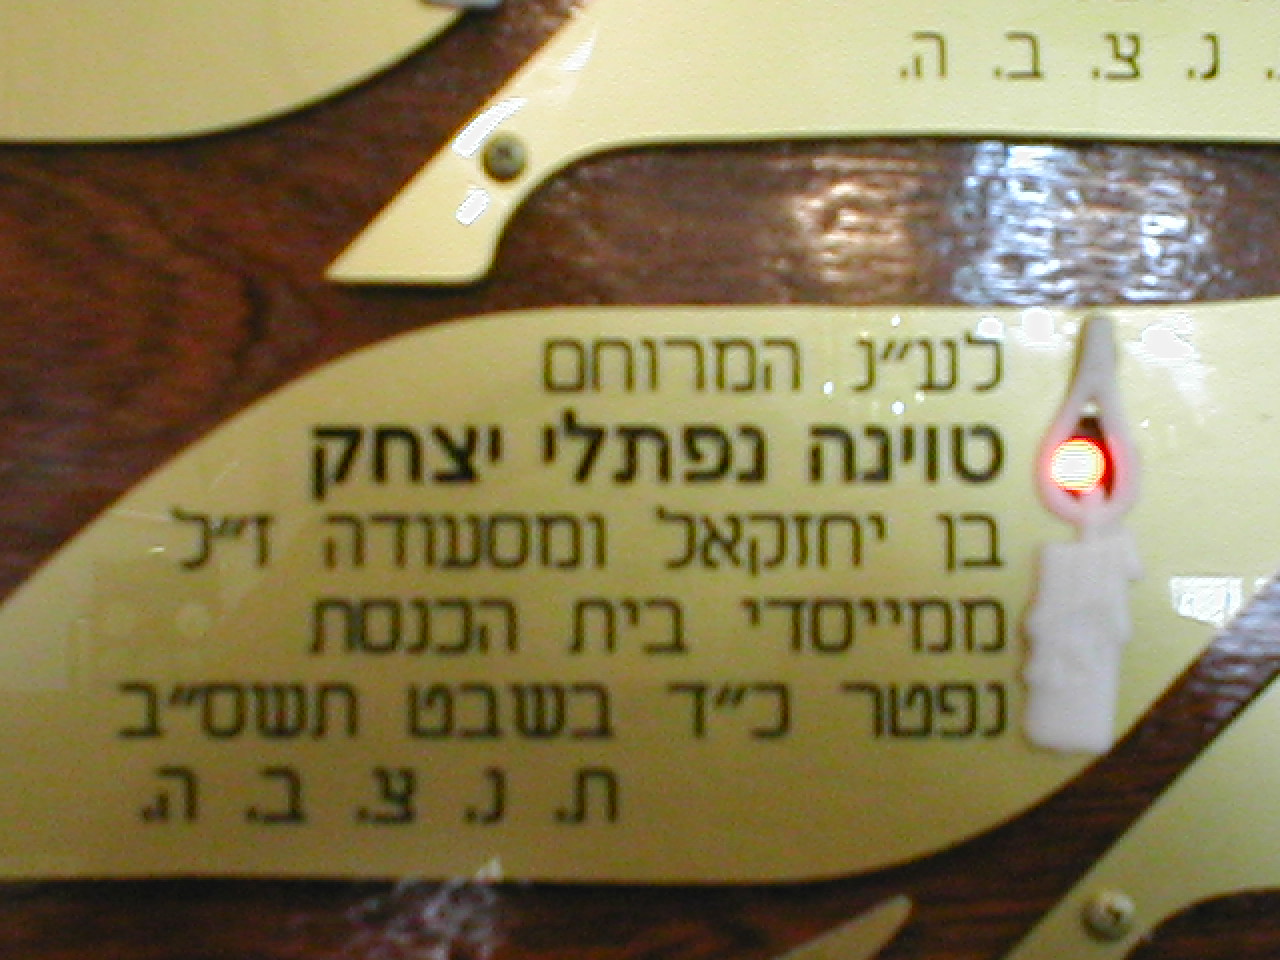 נ. צ. ב. ה.
לע״נ המרוחם
טוינה נפתלי יצחק
בן יחזקאל ומסעודה ז״ל
ממייסדי בית הכנסת
נפטר כ״ד בשבט תשס״ב
ת. נ. צ. ב. ה.